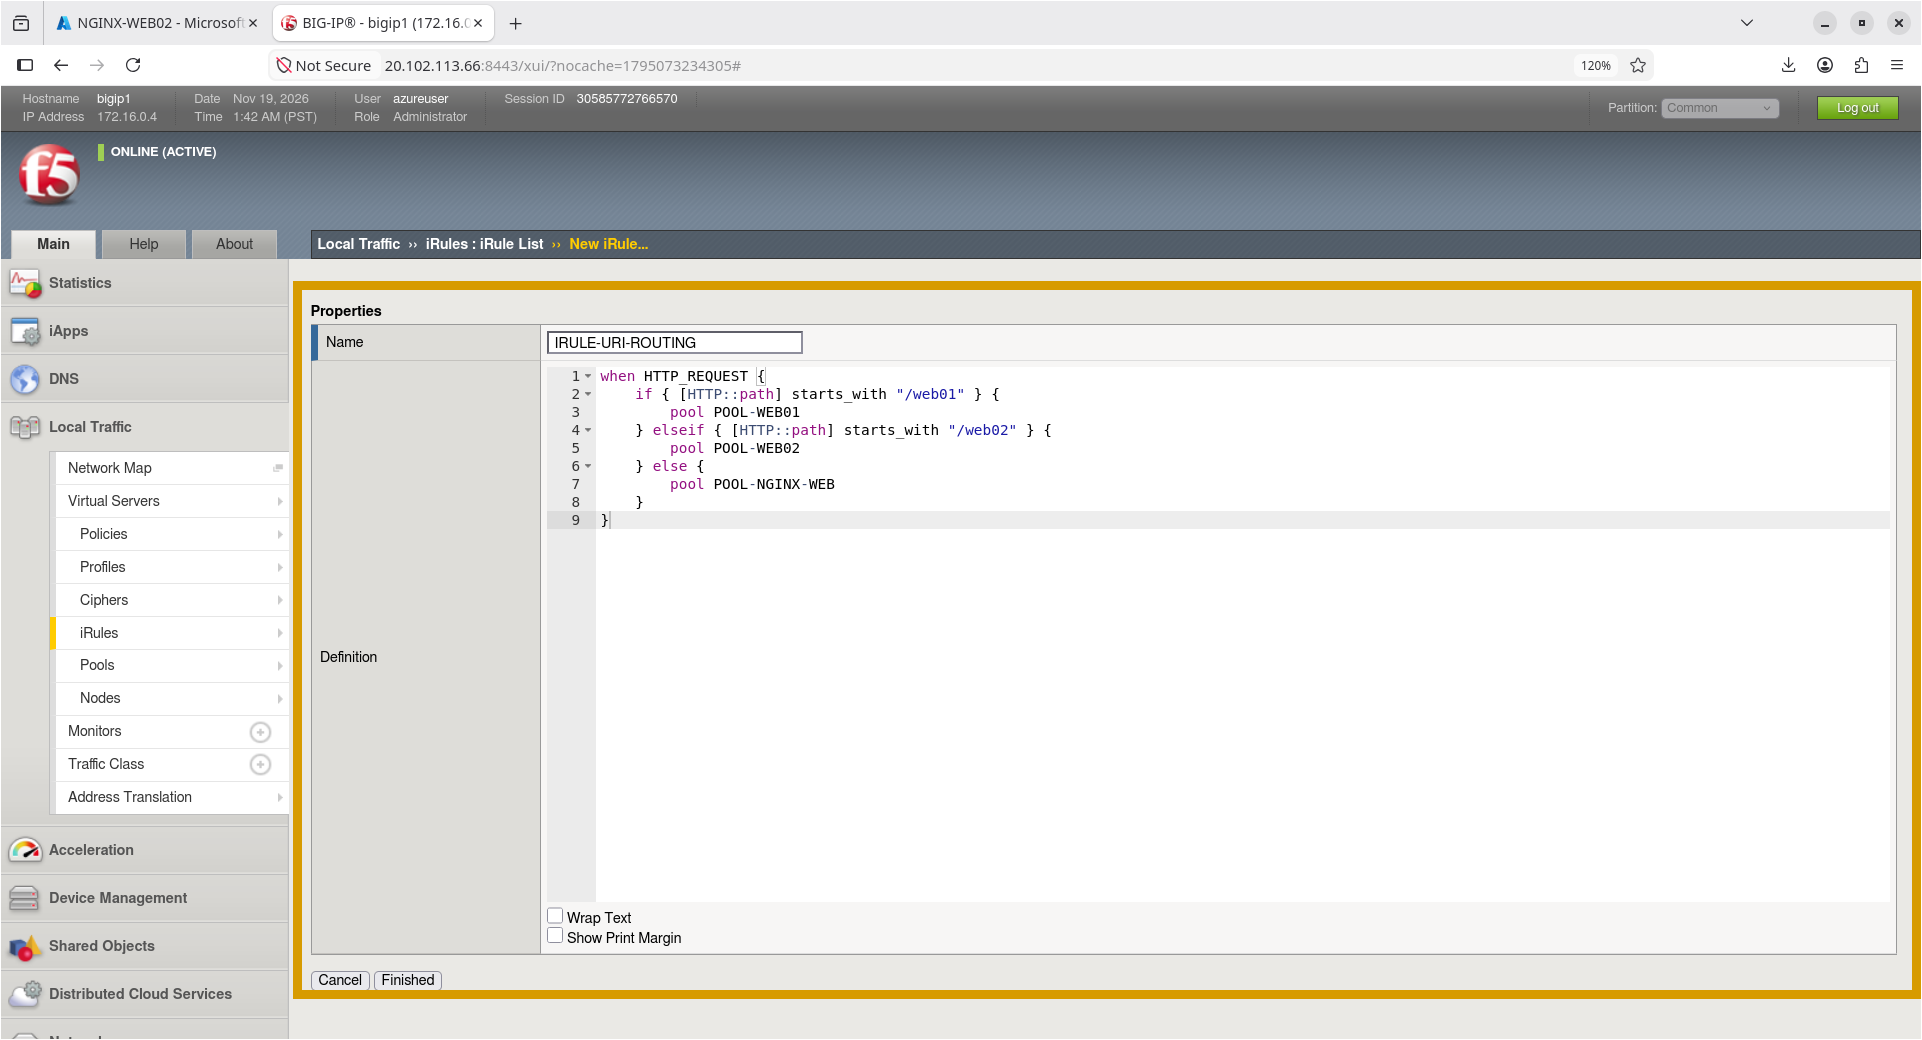 NGINX-WEB02 - Microsoft
BIG-IP® - bigip1 (172.16.0
Not Secure 20.102.113.66:8443/xui/?nocache=1795073234305# 120%
Hostname bigip1 Date Nov 19, 2026 User azureuser Session ID 30585772766570
IP Address 172.16.0.4 Time 1:42 AM (PST) Role Administrator
Partition: Common Log out
f5
ONLINE (ACTIVE)
Main Help About
Local Traffic ›› iRules : iRule List ›› New iRule...
Statistics
iApps
DNS
Local Traffic
Network Map
Virtual Servers
Policies
Profiles
Ciphers
iRules
Pools
Nodes
Monitors
Traffic Class
Address Translation
Acceleration
Device Management
Shared Objects
Distributed Cloud Services
Properties
Name IRULE-URI-ROUTING
Definition
1 when HTTP_REQUEST {
2 if { [HTTP::path] starts_with "/web01" } {
3 pool POOL-WEB01
4 } elseif { [HTTP::path] starts_with "/web02" } {
5 pool POOL-WEB02
6 } else {
7 pool POOL-NGINX-WEB
8 }
9 }
Wrap Text
Show Print Margin
Cancel Finished